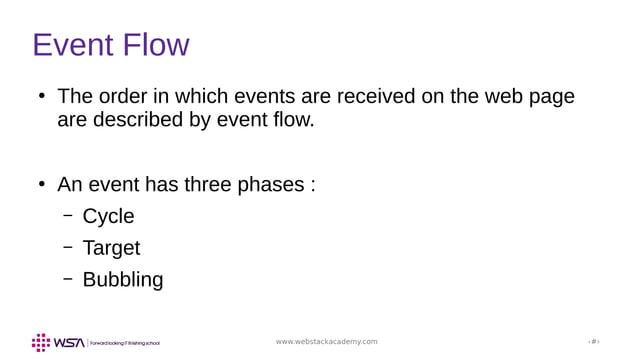 Event Flow
• The order in which events are received on the web page
are described by event flow.
• An event has three phases :
– Cycle
– Target
– Bubbling
WSA Forward looking IT finishing school
www.webstackacademy.com
‹#›